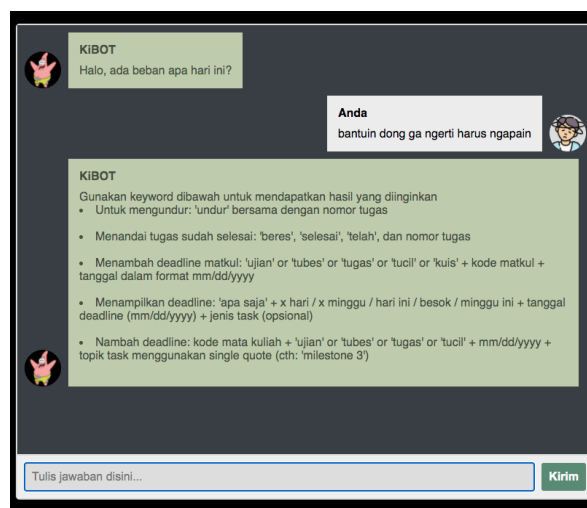 KiBOT
Halo, ada beban apa hari ini?
Anda
bantuin dong ga ngerti harus ngapain
KiBOT
Gunakan keyword dibawah untuk mendapatkan hasil yang diinginkan
• Untuk mengundur: 'undur' bersama dengan nomor tugas
• Menandai tugas sudah selesai: 'beres', 'selesai', 'telah', dan nomor tugas
• Menambah deadline matkul: 'ujian' or 'tubes' or 'tugas' or 'tucil' or 'kuis' + kode matkul +
tanggal dalam format mm/dd/yyyy
• Menampilkan deadline: 'apa saja' + x hari / x minggu / hari ini / besok / minggu ini + tanggal
deadline (mm/dd/yyyy) + jenis task (opsional)
• Nambah deadline: kode mata kuliah + 'ujian' or 'tubes' or 'tugas' or 'tucil' + mm/dd/yyyy +
topik task menggunakan single quote (cth: 'milestone 3')
Tulis jawaban disini...
Kirim